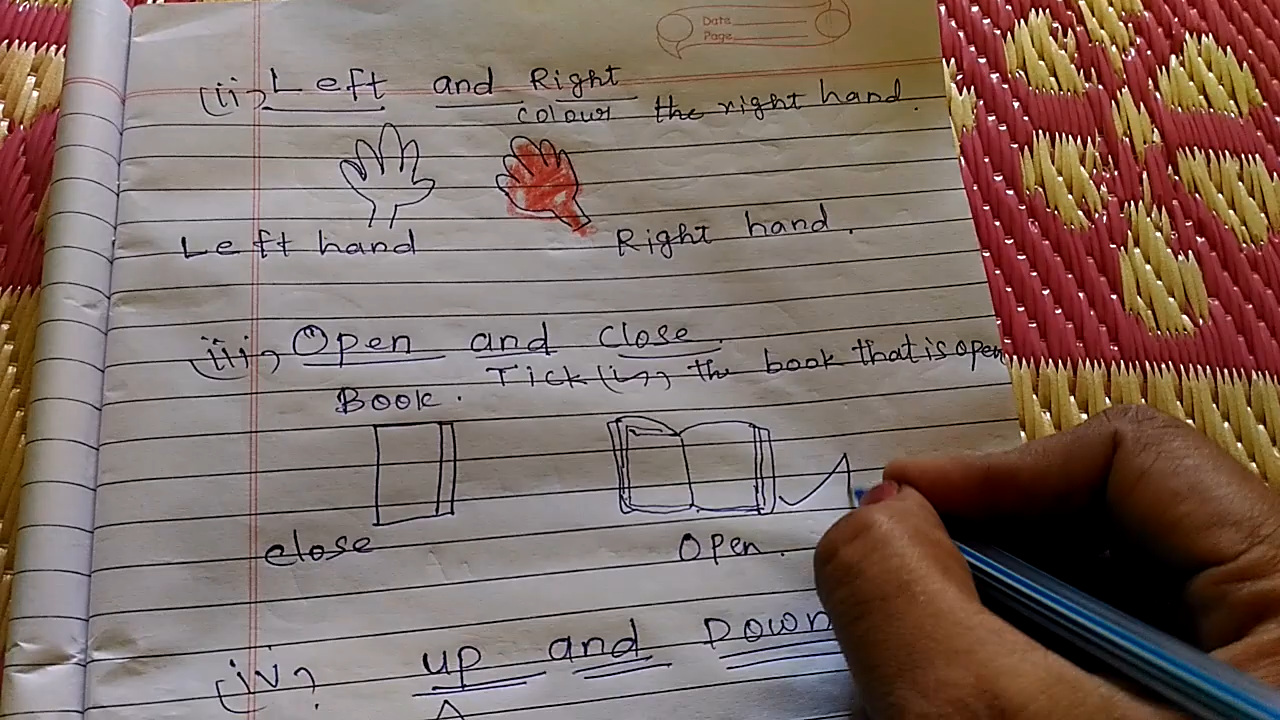 Date
Page
(ii) Left and Right
colour the right hand.
Left hand
Right hand.
(iii) Open and close.
Tick (✓) the book that is open
Book.
close
Open.
(iv) up and Down